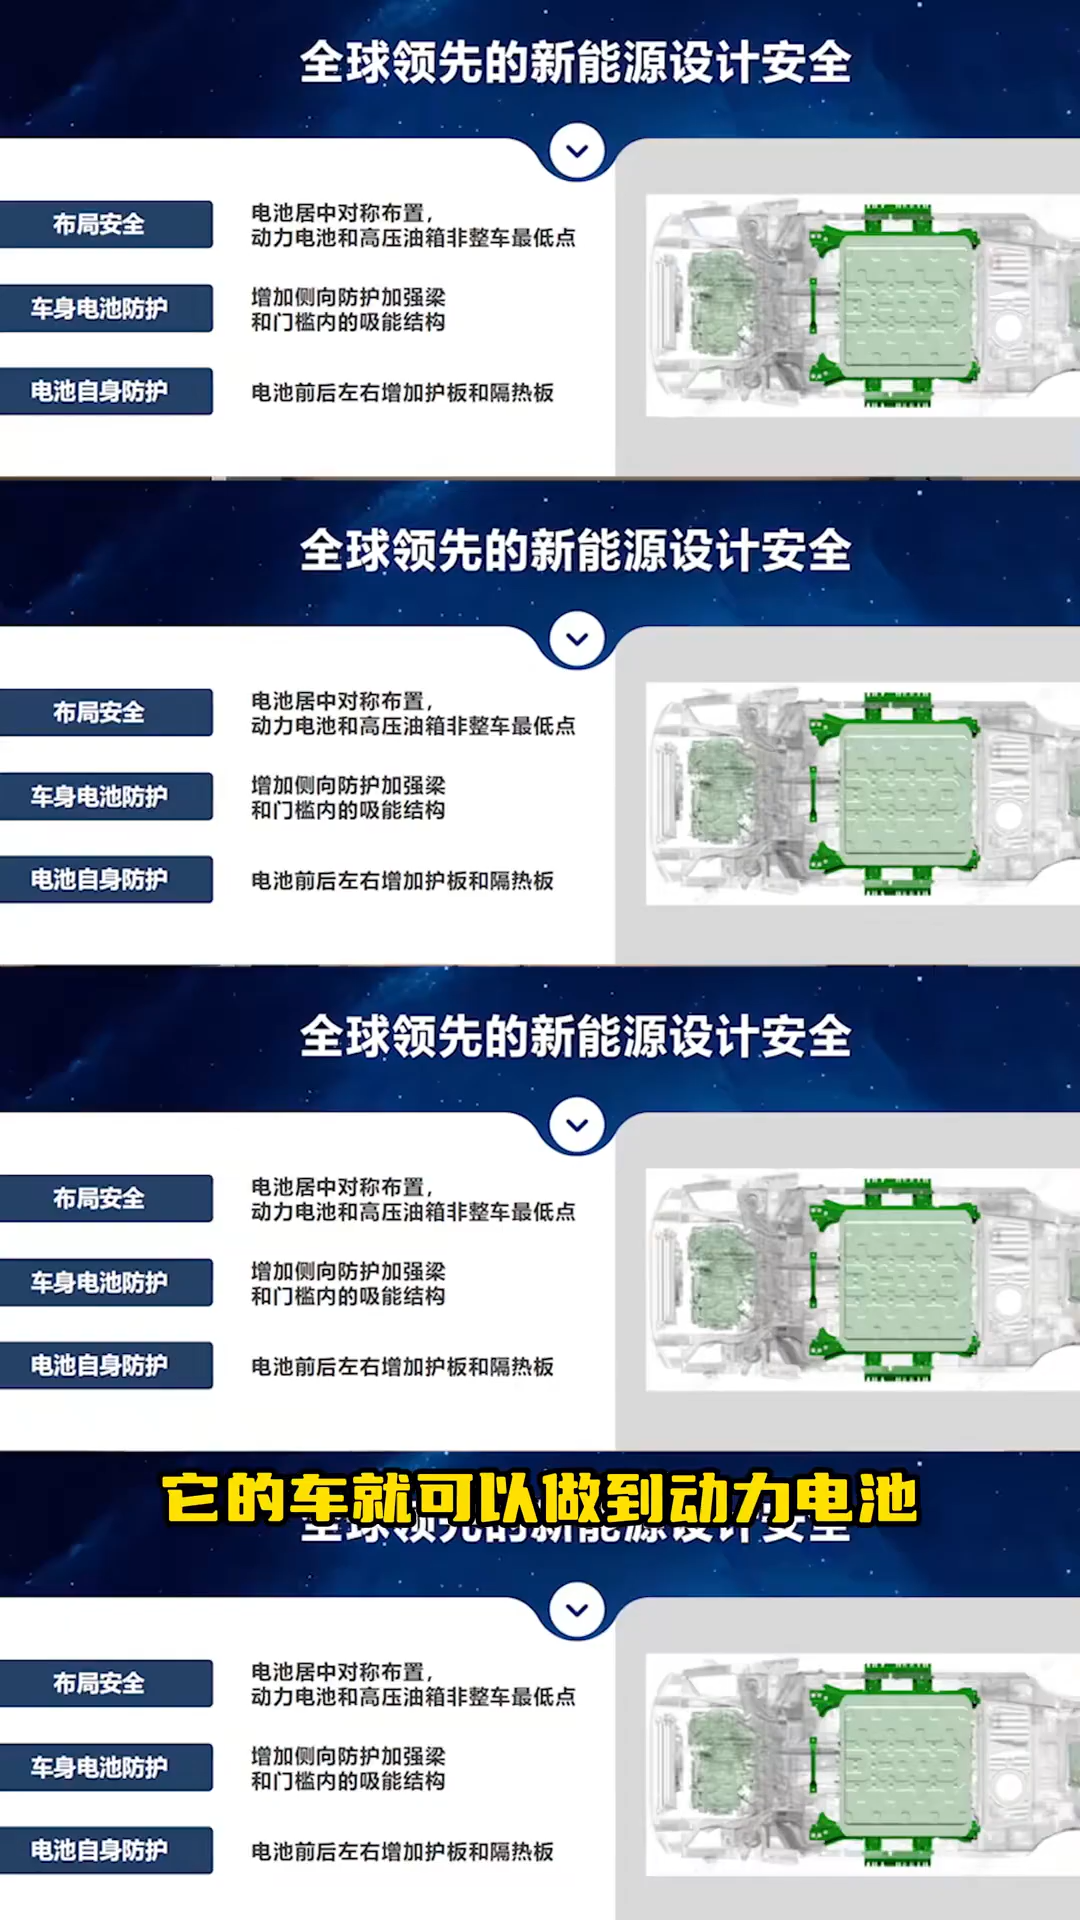 全球领先的新能源设计安全
布局安全
电池居中对称布置，
动力电池和高压油箱非整车最低点
车身电池防护
增加侧向防护加强梁
和门槛内的吸能结构
电池自身防护
电池前后左右增加护板和隔热板
全球领先的新能源设计安全
布局安全
电池居中对称布置，
动力电池和高压油箱非整车最低点
车身电池防护
增加侧向防护加强梁
和门槛内的吸能结构
电池自身防护
电池前后左右增加护板和隔热板
全球领先的新能源设计安全
布局安全
电池居中对称布置，
动力电池和高压油箱非整车最低点
车身电池防护
增加侧向防护加强梁
和门槛内的吸能结构
电池自身防护
电池前后左右增加护板和隔热板
它的车就可以做到动力电池
全球领先的新能源设计安全
布局安全
电池居中对称布置，
动力电池和高压油箱非整车最低点
车身电池防护
增加侧向防护加强梁
和门槛内的吸能结构
电池自身防护
电池前后左右增加护板和隔热板